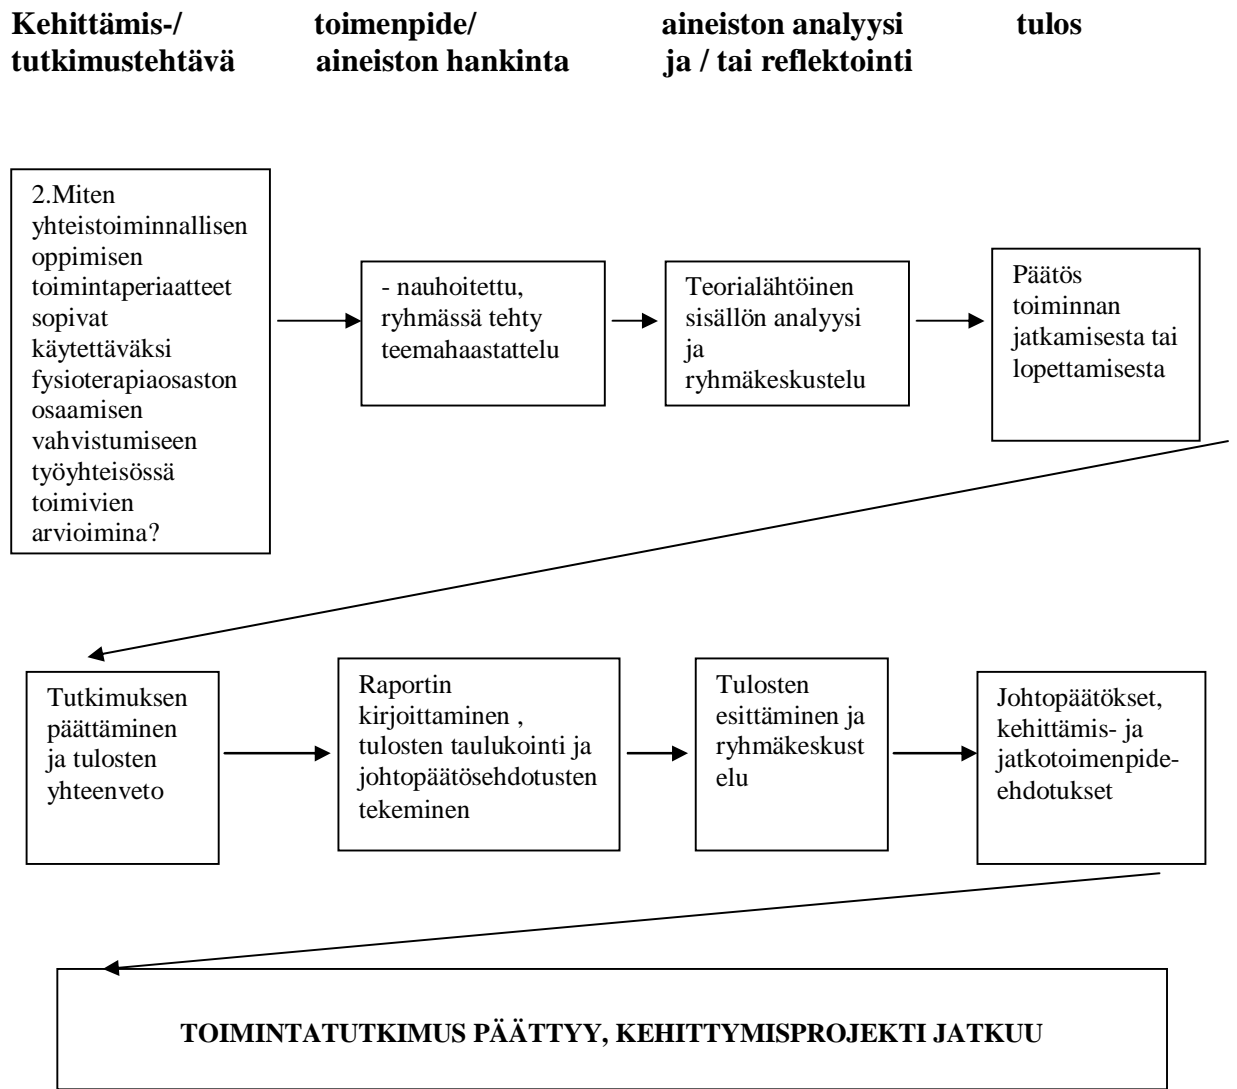 Kehittämis-/ toimenpide/ aineiston analyysi tulos
tutkimustehtävä aineiston hankinta ja / tai reflektointi
2.Miten
yhteistoiminnallisen
oppimisen
toimintaperiaatteet
sopivat
käytettäväksi
fysioterapiaosaston
osaamisen
vahvistumiseen
työyhteisössä
toimivien
arvioimina?
- nauhoitettu,
ryhmässä tehty
teemahaastattelu
Teorialähtöinen
sisällön analyysi
ja
ryhmäkeskustelu
Päätös
toiminnan
jatkamisesta tai
lopettamisesta
Tutkimuksen
päättäminen
ja tulosten
yhteenveto
Raportin
kirjoittaminen ,
tulosten taulukointi ja
johtopäätösehdotusten
tekeminen
Tulosten
esittäminen ja
ryhmäkeskust
elu
Johtopäätökset,
kehittämis- ja
jatkotoimenpide-
ehdotukset
TOIMINTATUTKIMUS PÄÄTTYY, KEHITTYMISPROJEKTI JATKUU